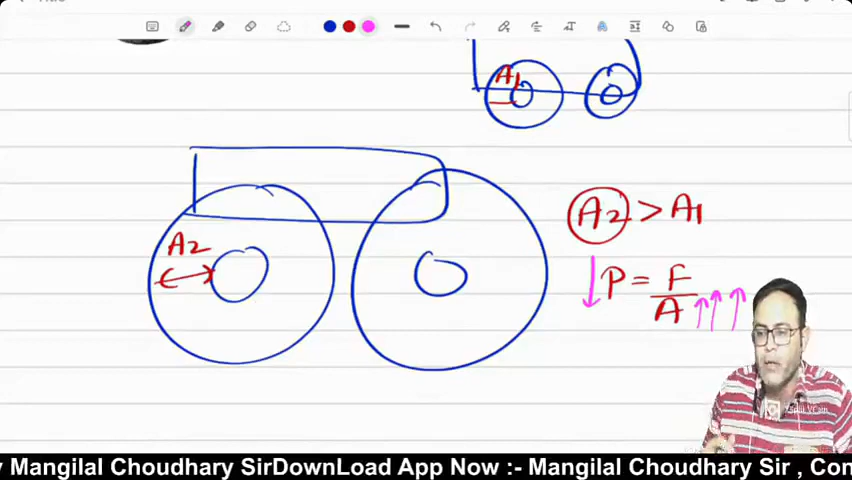 A1
A2
A2 > A1
↓ P = F/A ↑↑↑
y Mangilal Choudhary SirDownLoad App Now :- Mangilal Choudhary Sir , Con